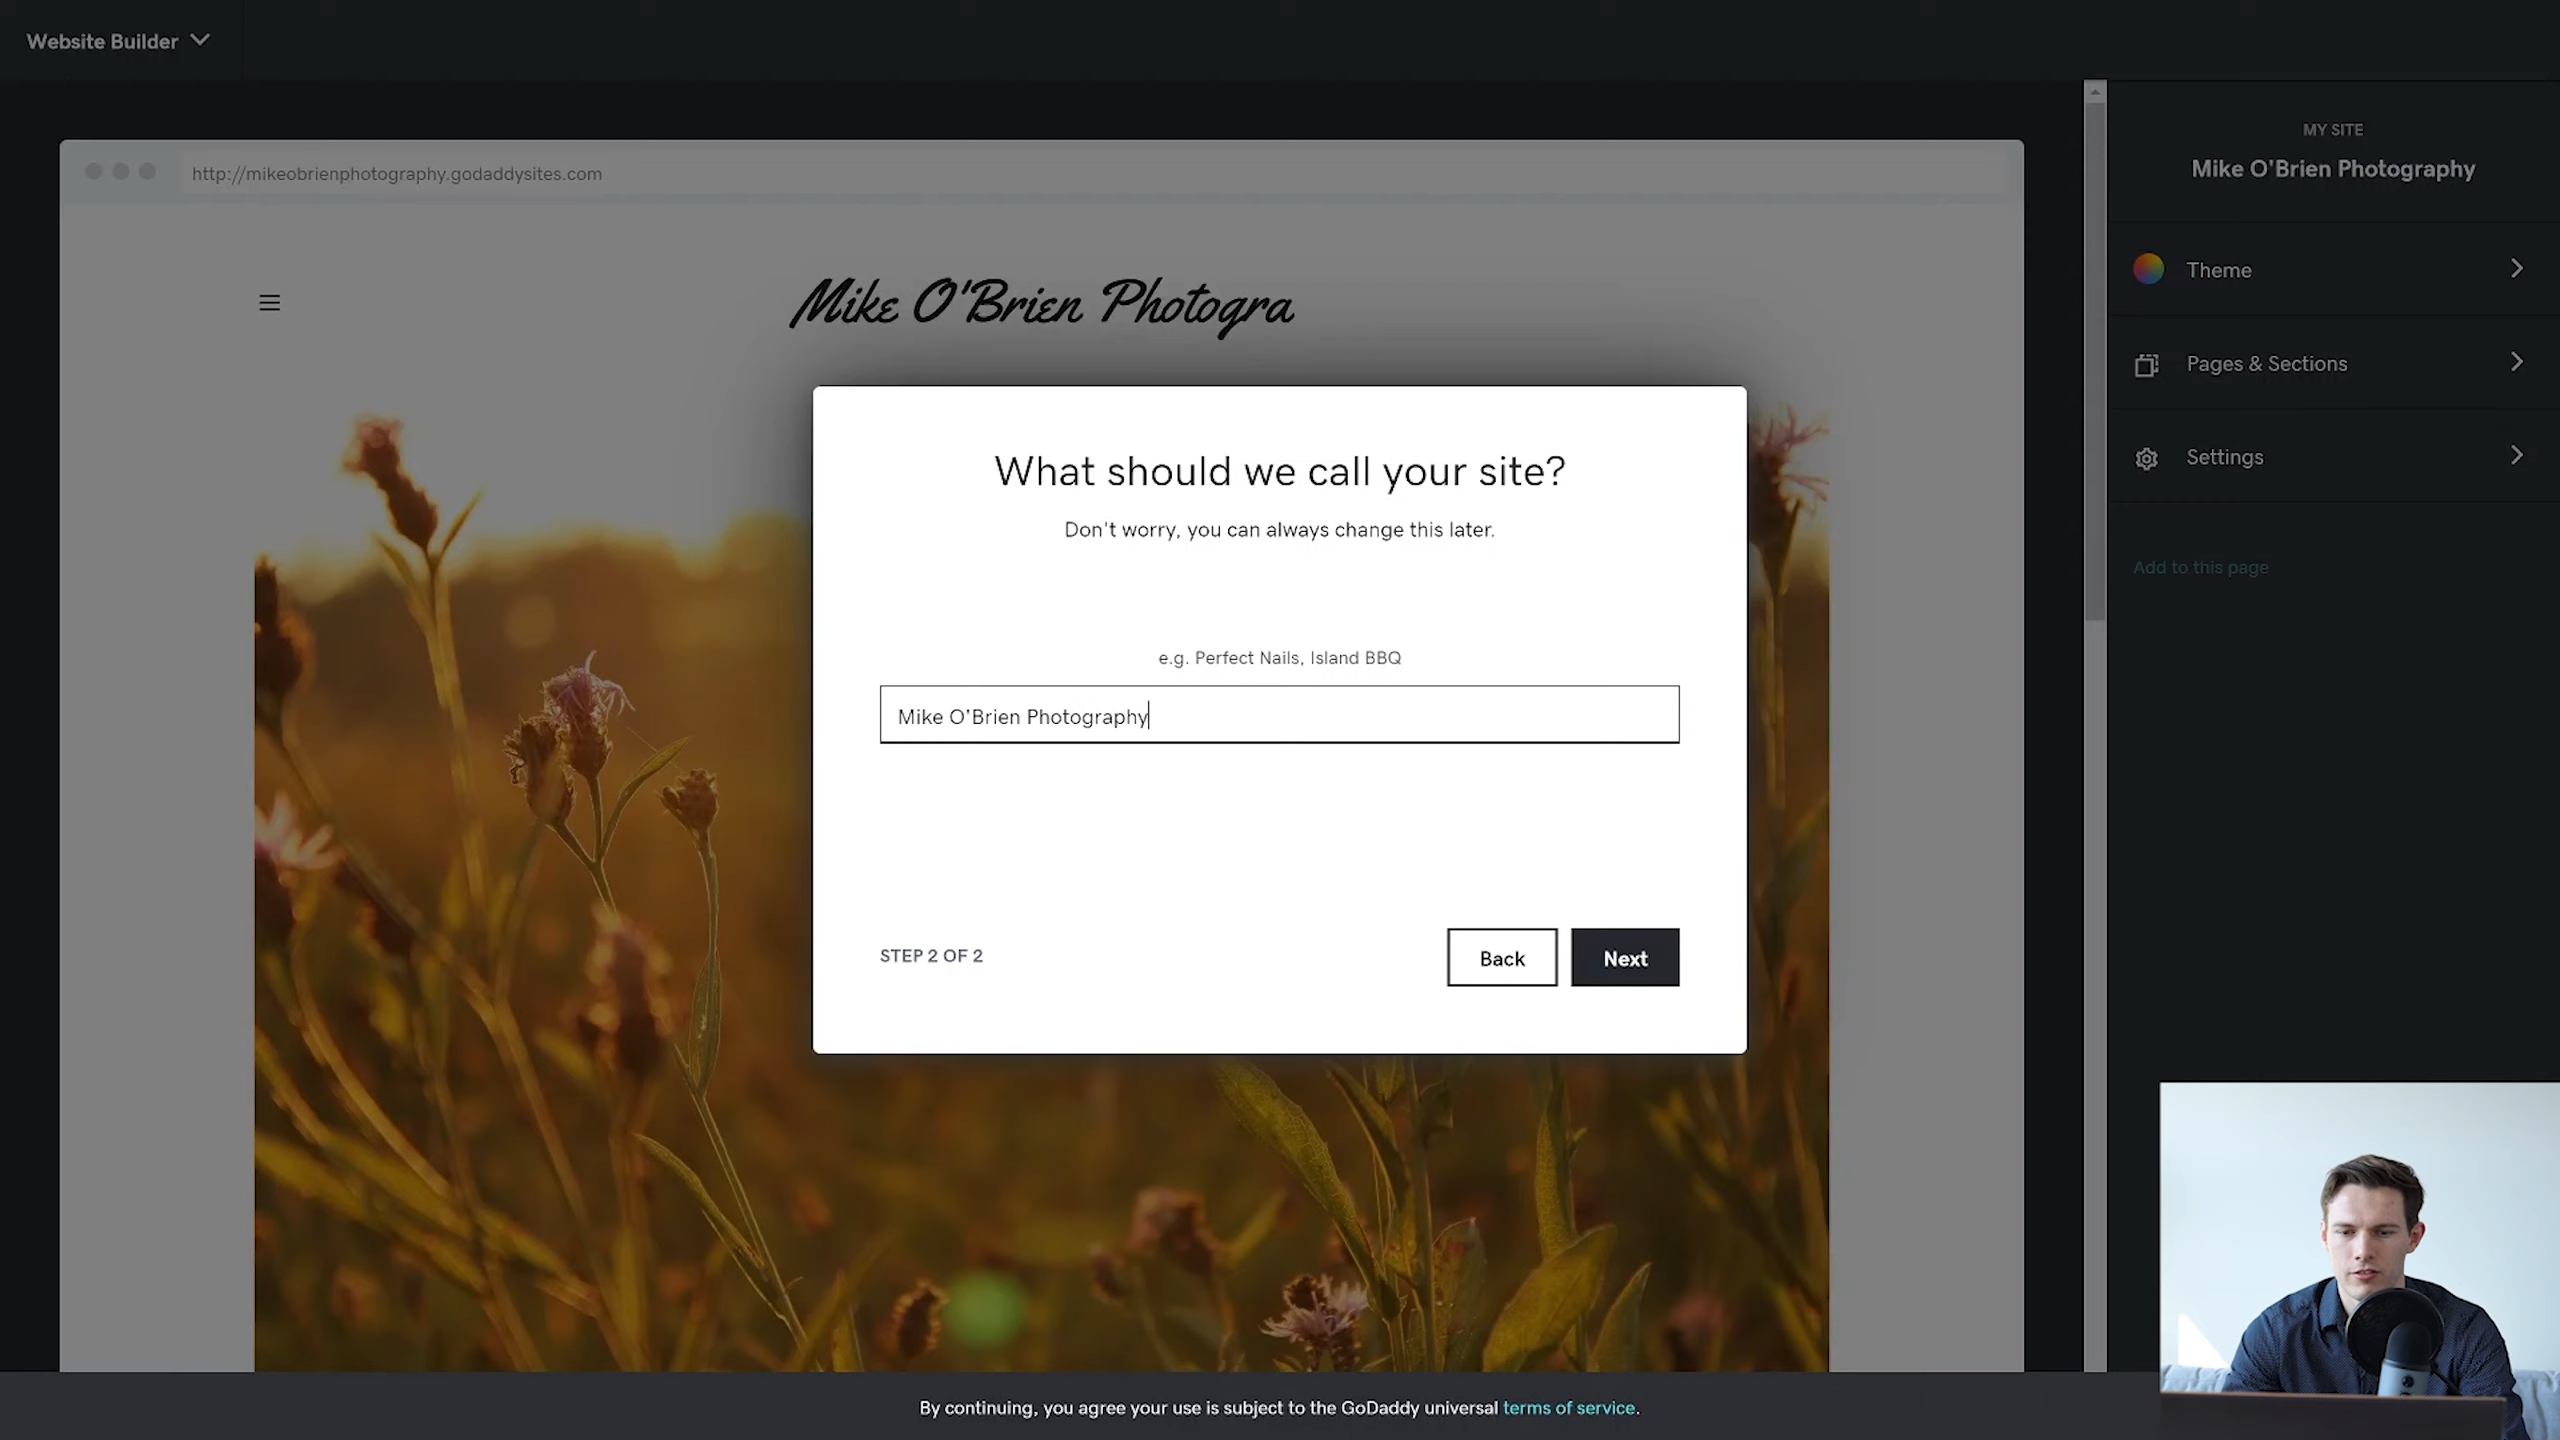 Website Builder
http://mikeobrienphotography.godaddysites.com
Mike O'Brien Photogra
MY SITE
Mike O'Brien Photography
Theme
Pages & Sections
Settings
Add to this page
What should we call your site?
Don't worry, you can always change this later.
e.g. Perfect Nails, Island BBQ
Mike O'Brien Photography
STEP 2 OF 2
Back
Next
By continuing, you agree your use is subject to the GoDaddy universal terms of service.